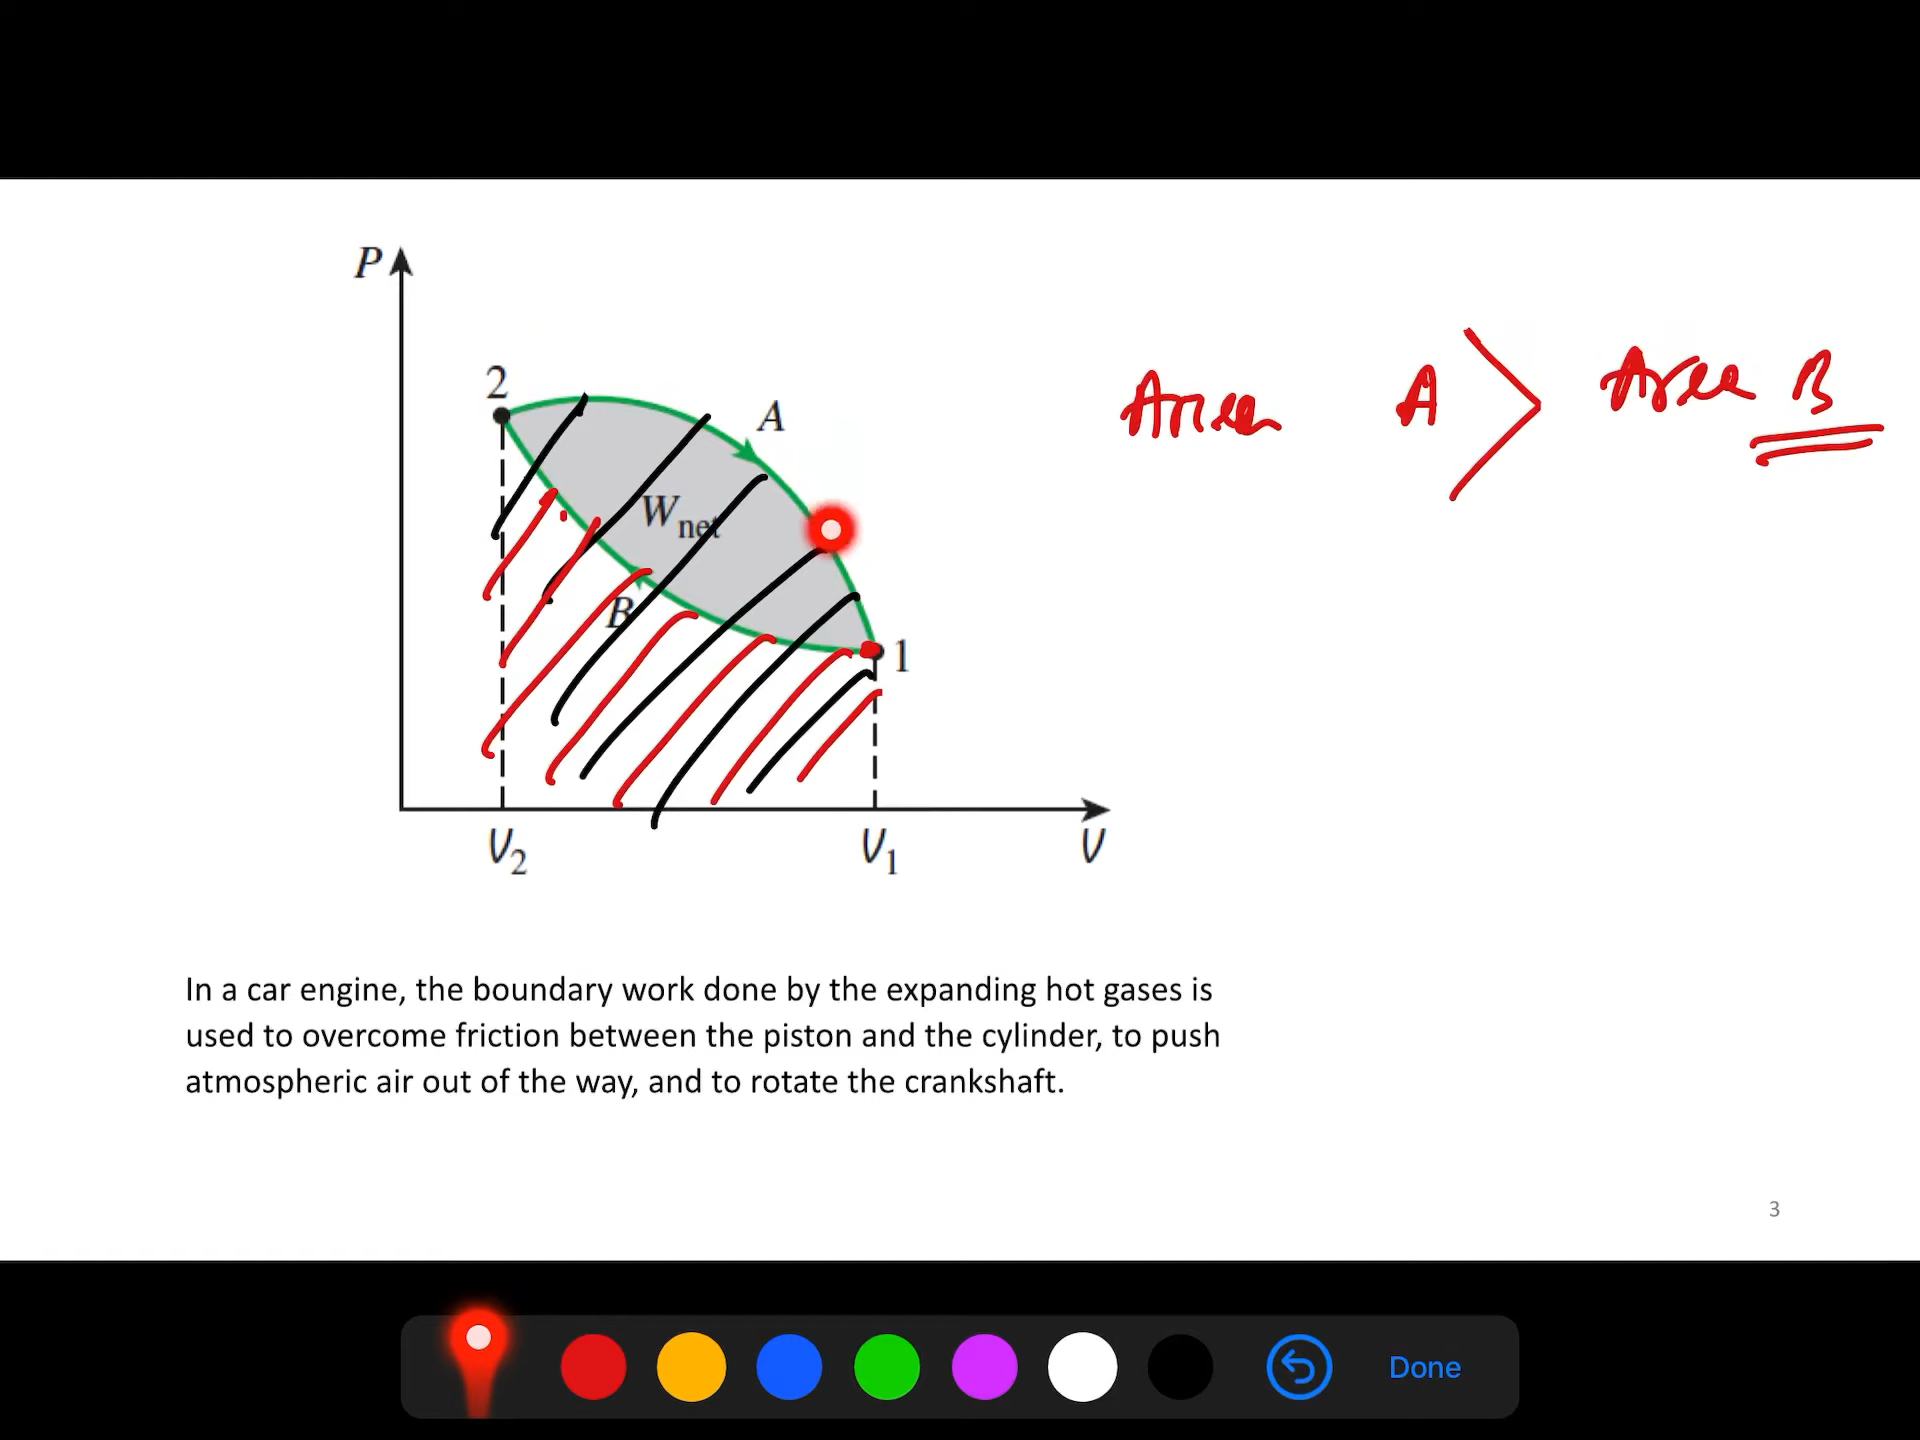 P
2
A
Area A > Area B
W net
B
1
V2
V1
V
In a car engine, the boundary work done by the expanding hot gases is
used to overcome friction between the piston and the cylinder, to push
atmospheric air out of the way, and to rotate the crankshaft.
3
Done